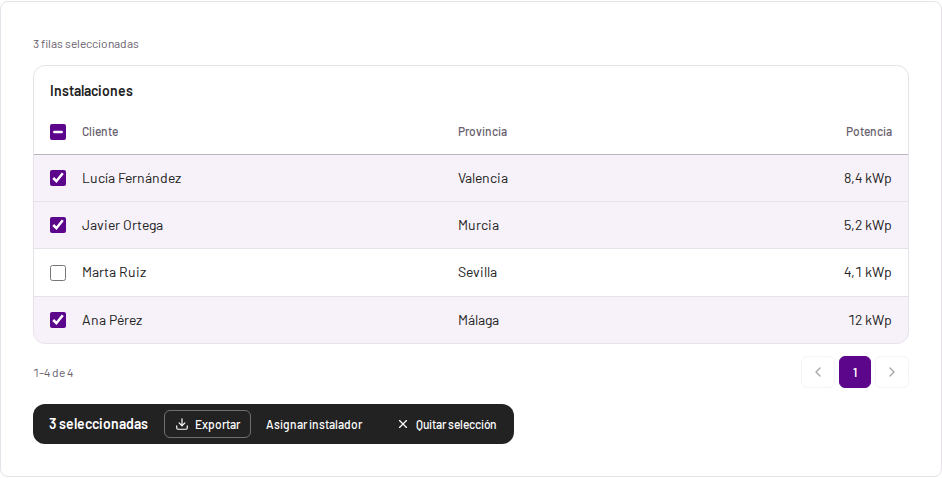 3 filas seleccionadas
Instalaciones
Cliente Provincia Potencia
Lucía Fernández Valencia 8,4 kWp
Javier Ortega Murcia 5,2 kWp
Marta Ruiz Sevilla 4,1 kWp
Ana Pérez Málaga 12 kWp
1–4 de 4 1
3 seleccionadas Exportar Asignar instalador Quitar selección